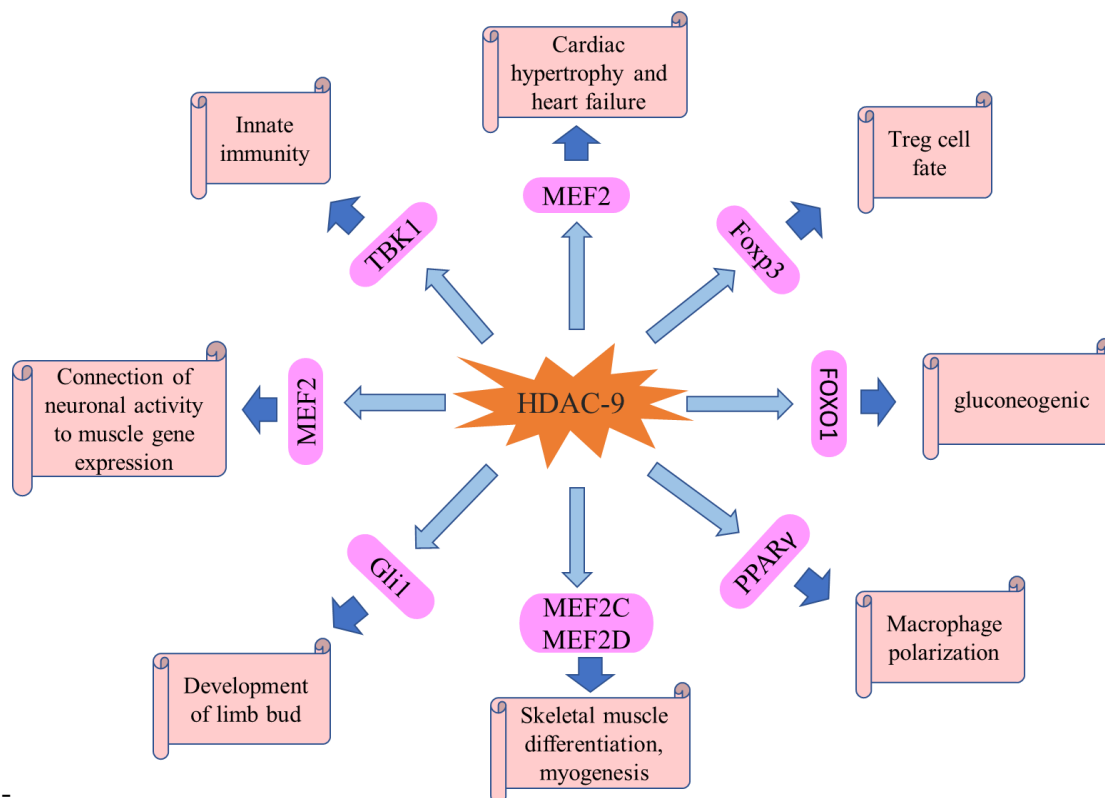 Cardiac
hypertrophy and
heart failure
MEF2
Treg cell
fate
Foxp3
gluconeogenic
FOXO1
Macrophage
polarization
PPARγ
Skeletal muscle
differentiation,
myogenesis
MEF2C
MEF2D
Development
of limb bud
Gli1
Connection of
neuronal activity
to muscle gene
expression
MEF2
Innate
immunity
TBK1
HDAC-9
-